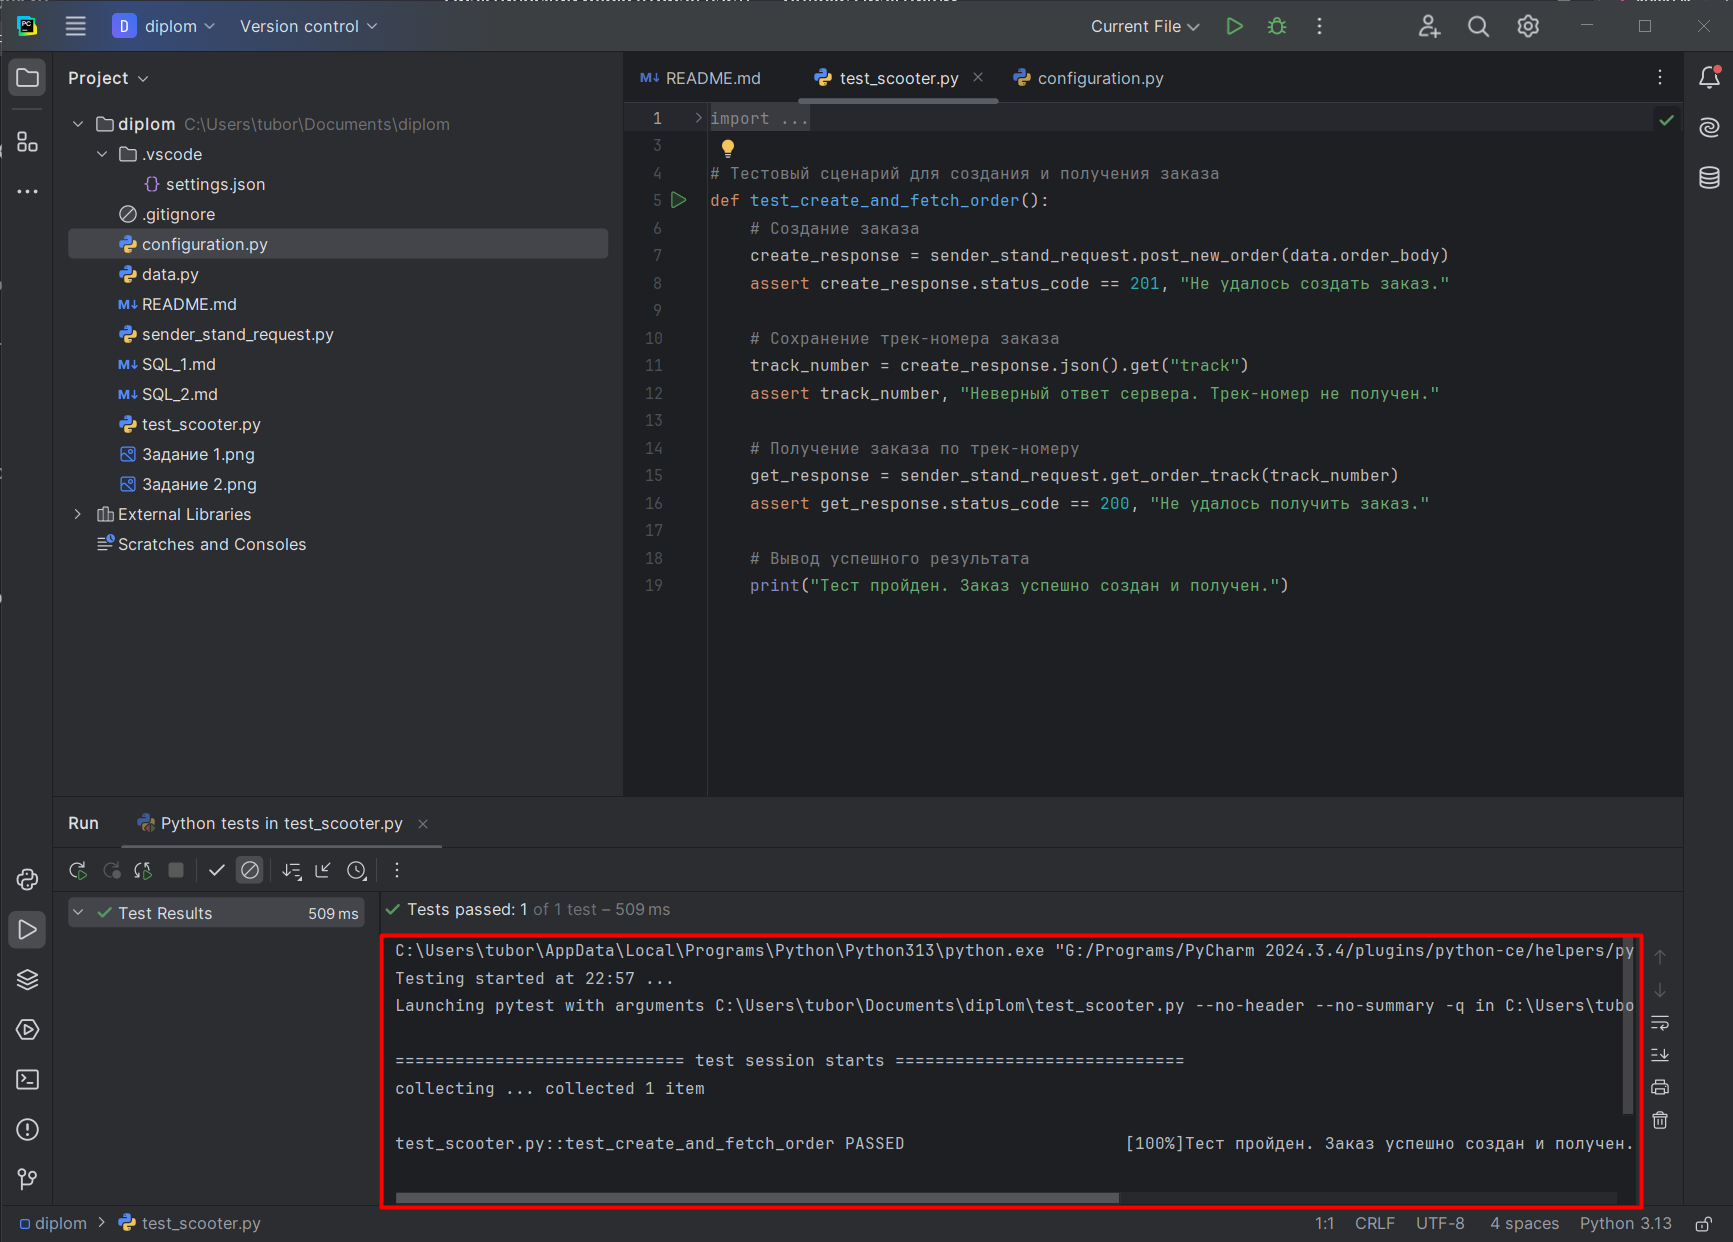 D diplom Version control Current File
Project
README.md test_scooter.py configuration.py
diplom C:\Users\tubor\Documents\diplom
.vscode
settings.json
.gitignore
configuration.py
data.py
README.md
sender_stand_request.py
SQL_1.md
SQL_2.md
test_scooter.py
Задание 1.png
Задание 2.png
External Libraries
Scratches and Consoles
1 import ...
3
4 # Тестовый сценарий для создания и получения заказа
5 def test_create_and_fetch_order():
6 # Создание заказа
7 create_response = sender_stand_request.post_new_order(data.order_body)
8 assert create_response.status_code == 201, "Не удалось создать заказ."
9
10 # Сохранение трек-номера заказа
11 track_number = create_response.json().get("track")
12 assert track_number, "Неверный ответ сервера. Трек-номер не получен."
13
14 # Получение заказа по трек-номеру
15 get_response = sender_stand_request.get_order_track(track_number)
16 assert get_response.status_code == 200, "Не удалось получить заказ."
17
18 # Вывод успешного результата
19 print("Тест пройден. Заказ успешно создан и получен.")
Run Python tests in test_scooter.py
Test Results 509 ms
Tests passed: 1 of 1 test – 509 ms
C:\Users\tubor\AppData\Local\Programs\Python\Python313\python.exe "G:/Programs/PyCharm 2024.3.4/plugins/python-ce/helpers/py
Testing started at 22:57 ...
Launching pytest with arguments C:\Users\tubor\Documents\diplom\test_scooter.py --no-header --no-summary -q in C:\Users\tubo
============================= test session starts =============================
collecting ... collected 1 item
test_scooter.py::test_create_and_fetch_order PASSED [100%]Тест пройден. Заказ успешно создан и получен.
diplom > test_scooter.py
1:1 CRLF UTF-8 4 spaces Python 3.13